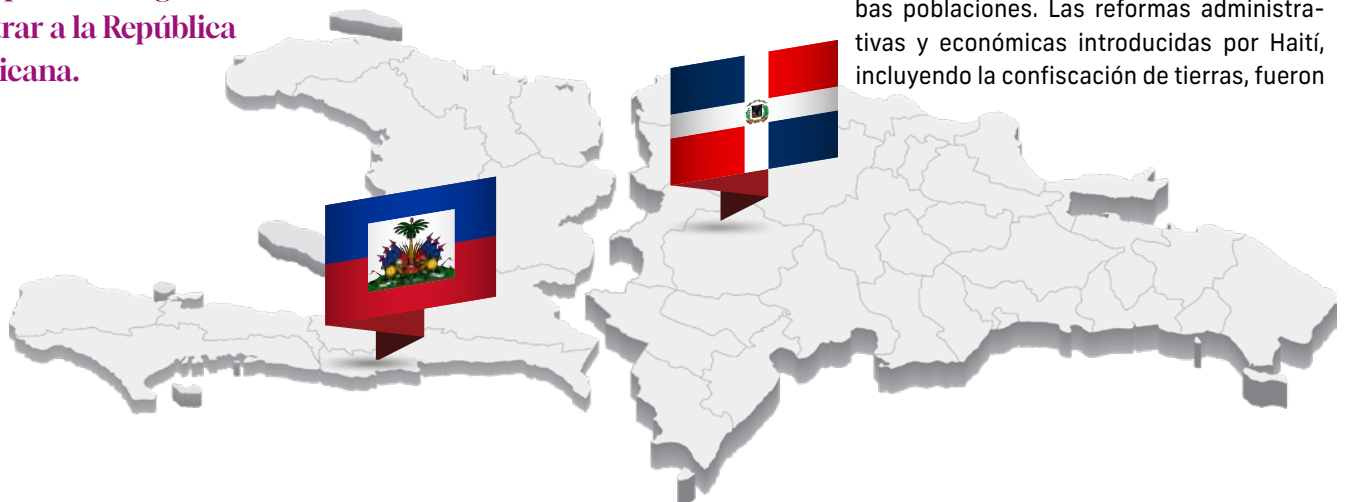 trar a la República
icana.
bas poblaciones. Las reformas administra-
tivas y económicas introducidas por Haití,
incluyendo la confiscación de tierras, fueron